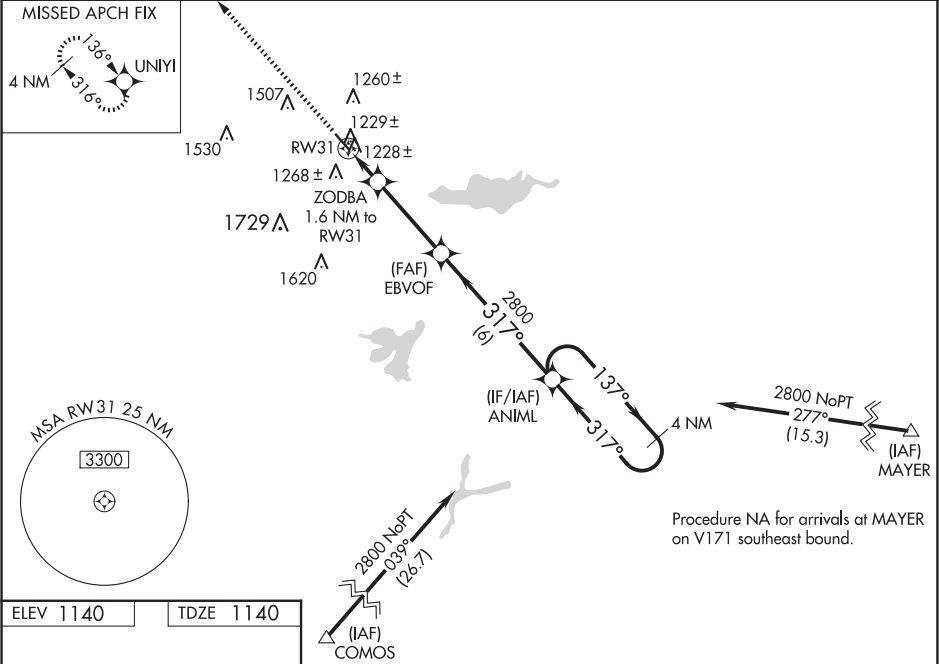 MISSED APCH FIX
136°
UNIYI
4 NM
316°
1507
1260±
1229±
1530
RW31
1228±
1268±
ZODBA
1.6 NM to
RW31
1729
1620
(FAF)
EBVOF
2800
317°
(6)
(IF/IAF)
ANIML
137°
317°
4 NM
2800 NoPT
277°
(15.3)
(IAF)
MAYER
MSA RW31 25 NM
3300
2800 NoPT
039°
(26.7)
Procedure NA for arrivals at MAYER
on V171 southeast bound.
ELEV 1140
TDZE 1140
(IAF)
COMOS